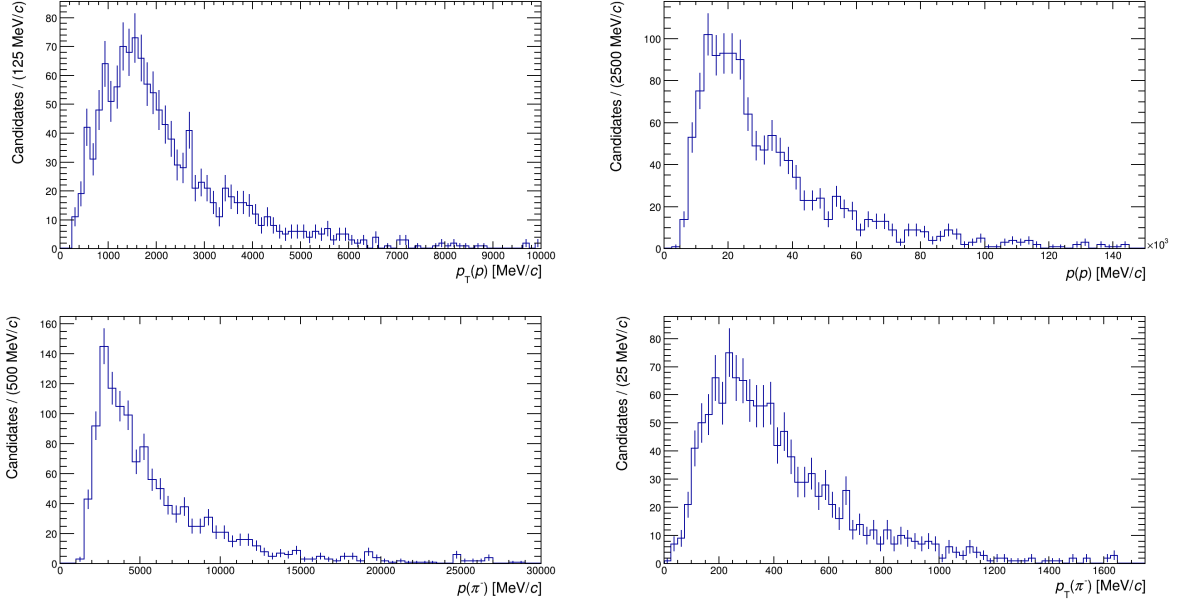 Candidates / (125 MeV/c)
80
70
60
50
40
30
20
10
0
0 1000 2000 3000 4000 5000 6000 7000 8000 9000 10000
p_T(p) [MeV/c]
Candidates / (2500 MeV/c)
100
80
60
40
20
0
0 20 40 60 80 100 120 140
×10³
p(p) [MeV/c]
Candidates / (500 MeV/c)
160
140
120
100
80
60
40
20
0
0 5000 10000 15000 20000 25000 30000
p(π⁻) [MeV/c]
Candidates / (25 MeV/c)
80
70
60
50
40
30
20
10
0
0 200 400 600 800 1000 1200 1400 1600
p_T(π⁻) [MeV/c]